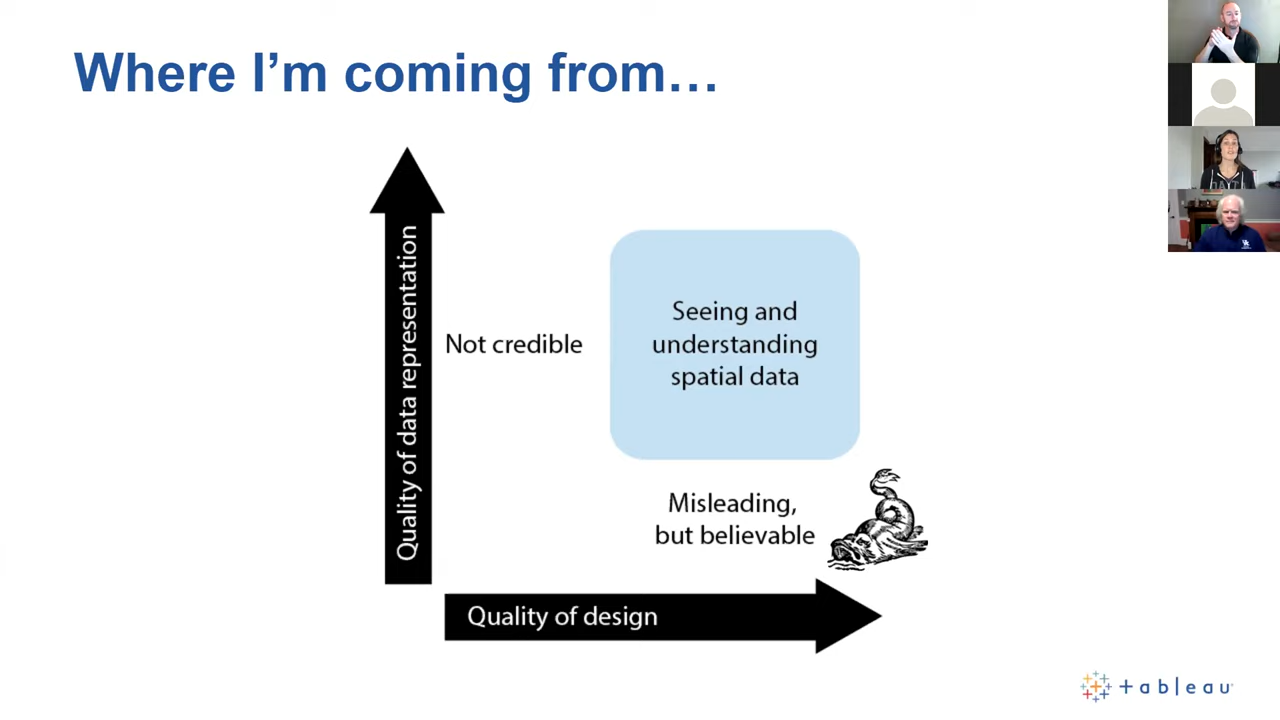 Where I’m coming from…
Quality of data representation
Not credible
Seeing and
understanding
spatial data
Misleading,
but believable
Quality of design
+ a b l e a u